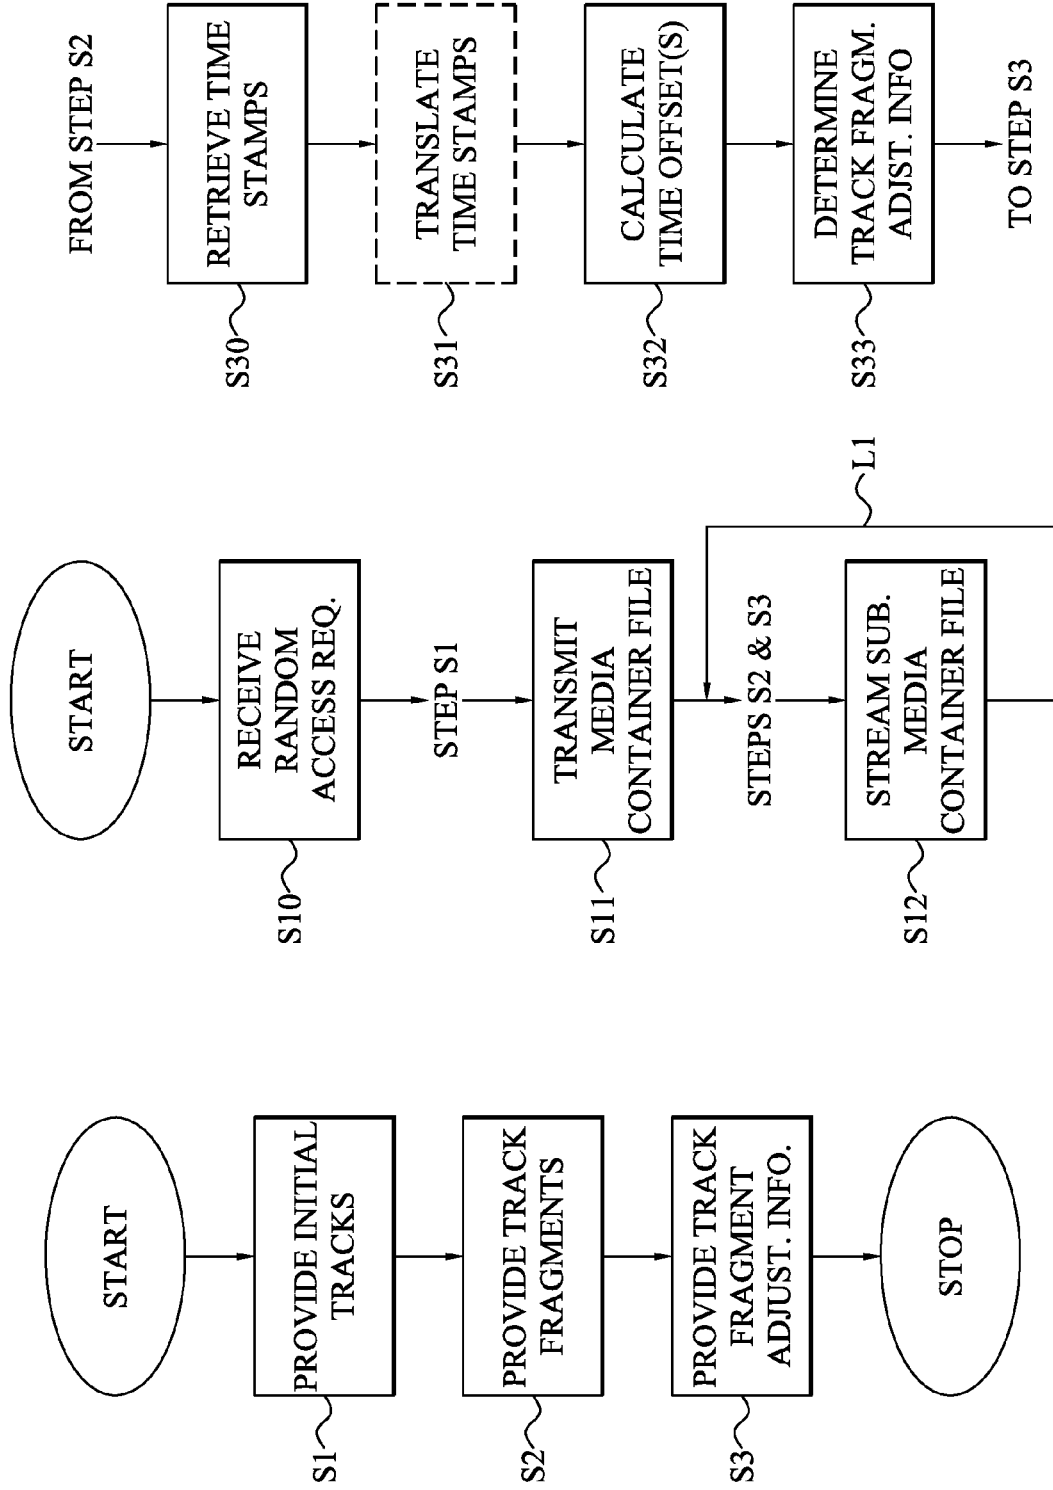 START
PROVIDE INITIAL
TRACKS
S1
PROVIDE TRACK
FRAGMENTS
S2
PROVIDE TRACK
FRAGMENT
ADJUST. INFO.
S3
STOP
START
RECEIVE
RANDOM
ACCESS REQ.
S10
STEP S1
TRANSMIT
MEDIA
CONTAINER FILE
S11
STEPS S2 & S3
L1
STREAM SUB.
MEDIA
CONTAINER FILE
S12
FROM STEP S2
RETRIEVE TIME
STAMPS
S30
TRANSLATE
TIME STAMPS
S31
CALCULATE
TIME OFFSET(S)
S32
DETERMINE
TRACK FRAGM.
ADJST. INFO
S33
TO STEP S3